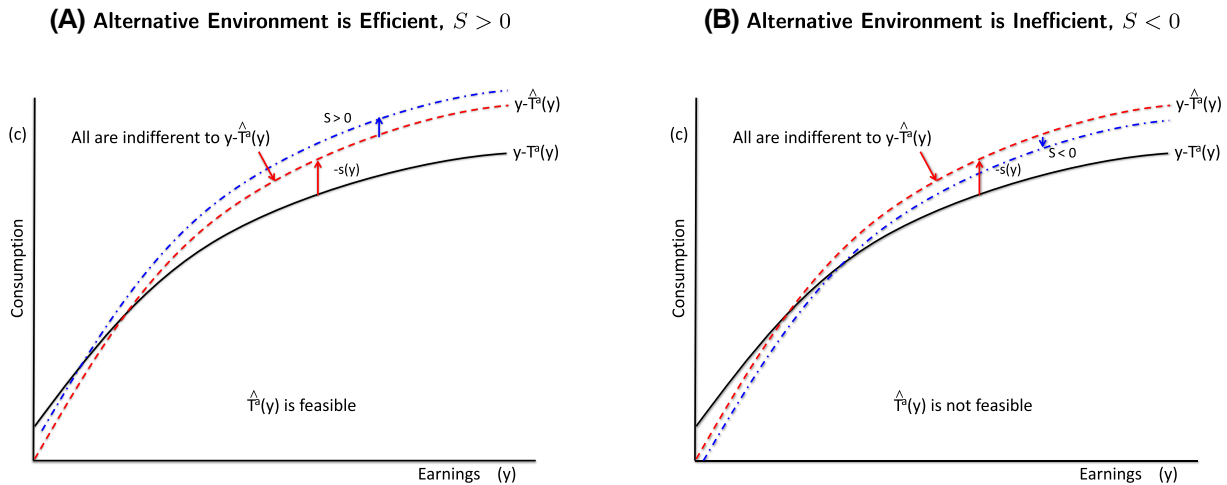 (A) Alternative Environment is Efficient, S > 0
y-T̂ᵃ(y)
S > 0
(c)
All are indifferent to y-T̂ᵃ(y)
y-Tᵃ(y)
-s(y)
Consumption
T̂ᵃ(y) is feasible
Earnings (y)
(B) Alternative Environment is Inefficient, S < 0
y-T̂ᵃ(y)
(c)
All are indifferent to y-T̂ᵃ(y)
S < 0
y-Tᵃ(y)
-s(y)
Consumption
T̂ᵃ(y) is not feasible
Earnings (y)